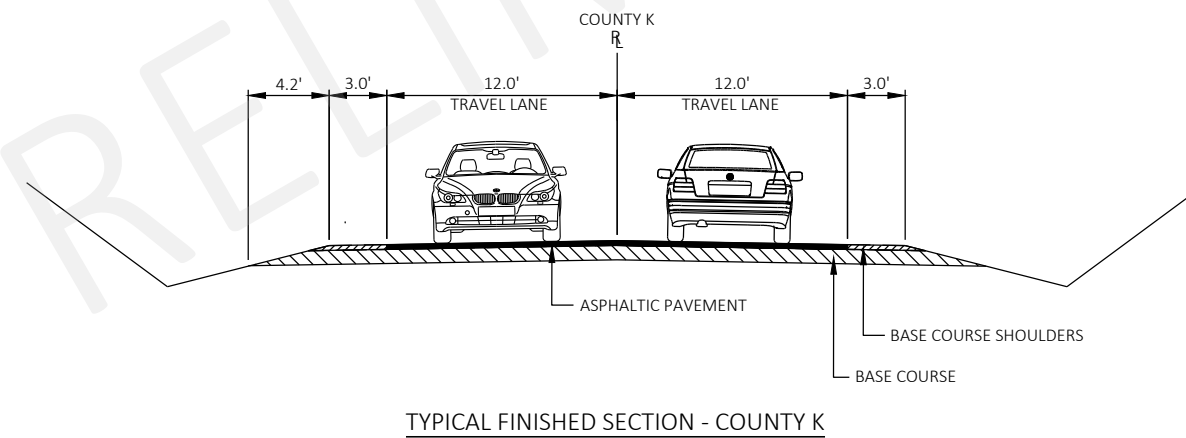 COUNTY K
RL
4.2'
3.0'
12.0'
12.0'
3.0'
TRAVEL LANE
TRAVEL LANE
ASPHALTIC PAVEMENT
BASE COURSE SHOULDERS
BASE COURSE
TYPICAL FINISHED SECTION - COUNTY K